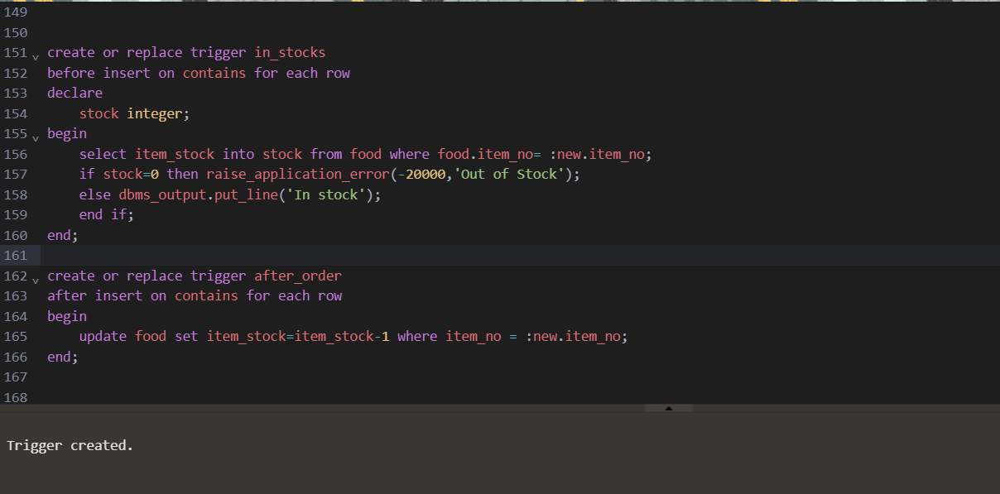 149
150
151 create or replace trigger in_stocks
152 before insert on contains for each row
153 declare
154     stock integer;
155 begin
156     select item_stock into stock from food where food.item_no= :new.item_no;
157     if stock=0 then raise_application_error(-20000,'Out of Stock');
158     else dbms_output.put_line('In stock');
159     end if;
160 end;
161
162 create or replace trigger after_order
163 after insert on contains for each row
164 begin
165     update food set item_stock=item_stock-1 where item_no = :new.item_no;
166 end;
167
168
Trigger created.